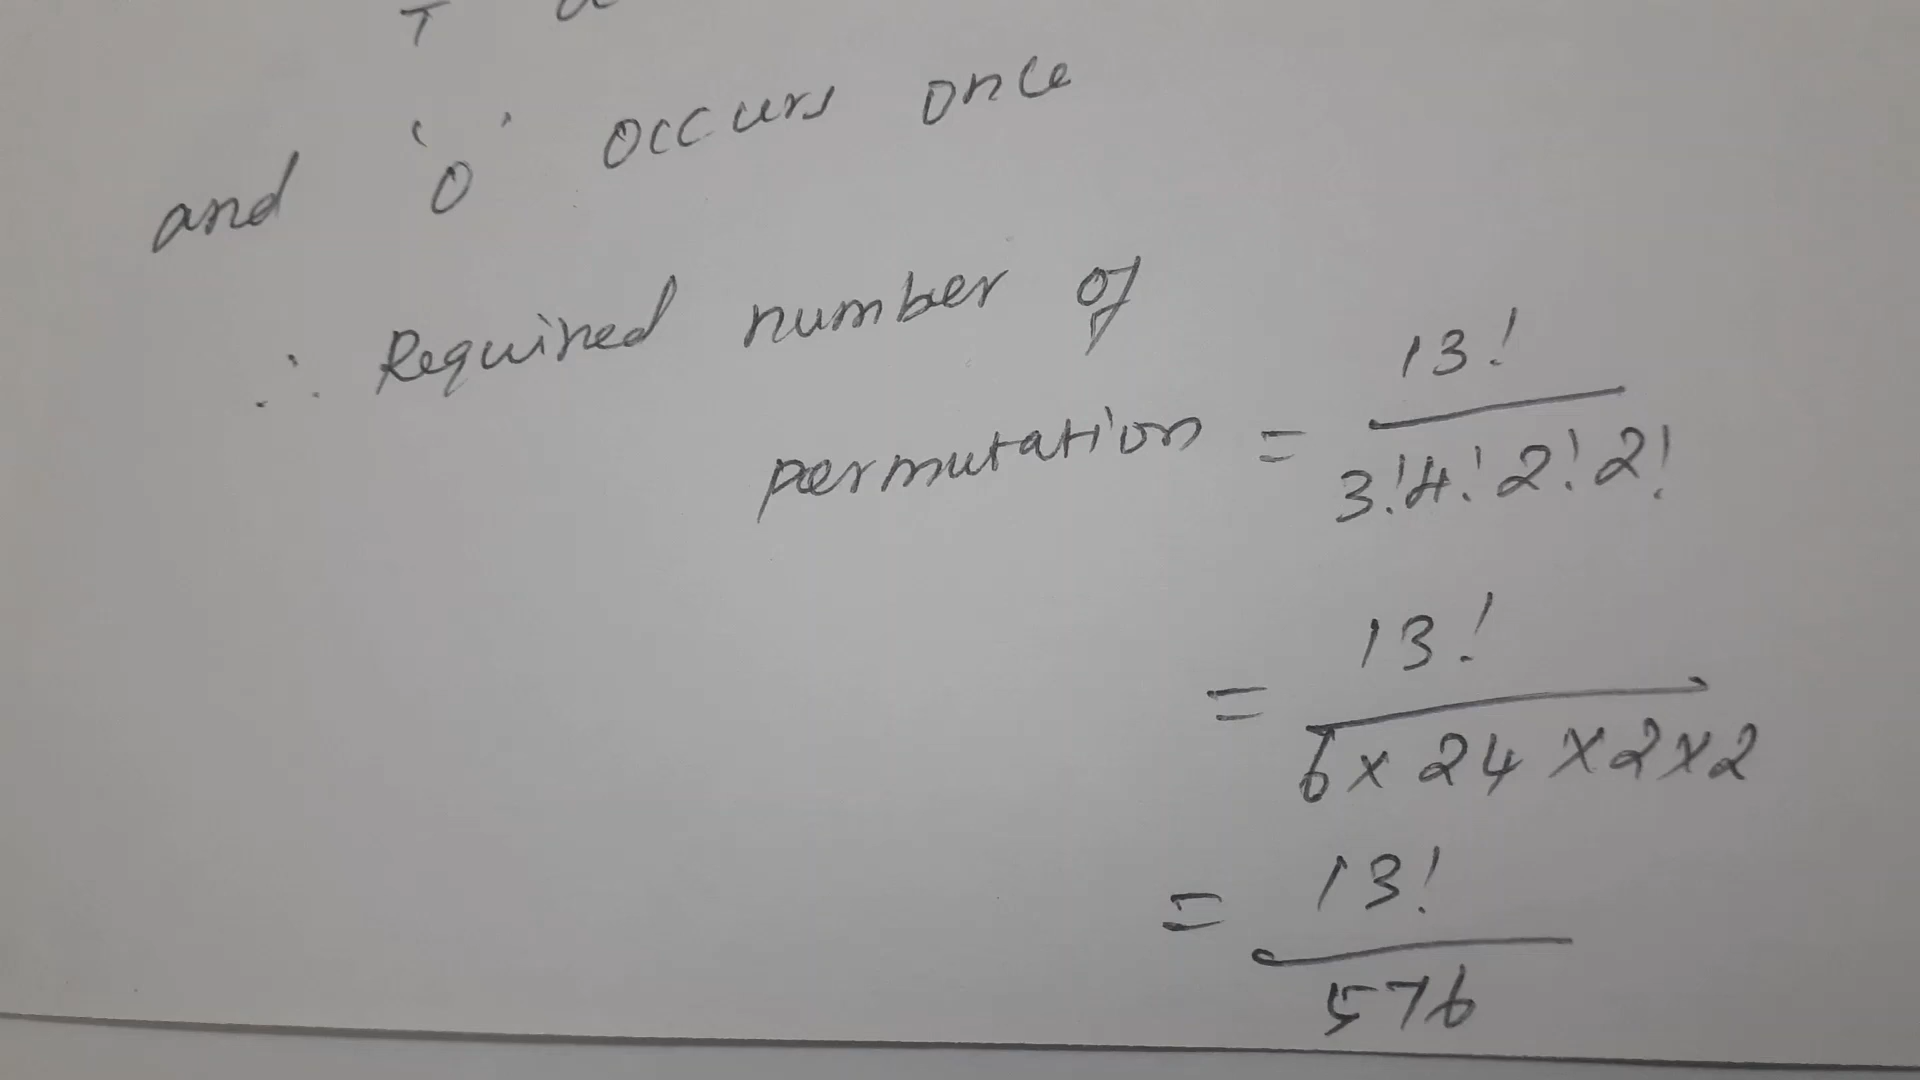 and 'o' occurs once
∴ Required number of
permutation = 13! / 3!4!2!2!
= 13! / 6 x 24 x 2 x 2
= 13! / 576